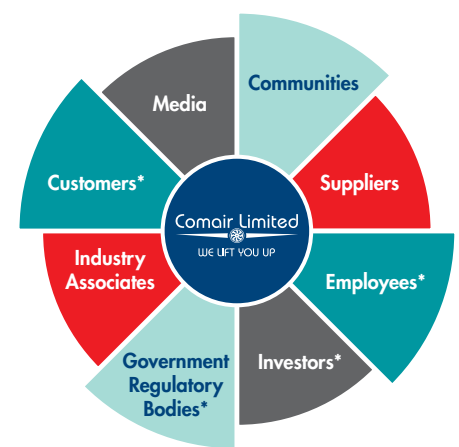 Communities
Media
Customers*
Suppliers
Comair Limited
WE LIFT YOU UP
Industry
Associates
Employees*
Government
Regulatory
Bodies*
Investors*